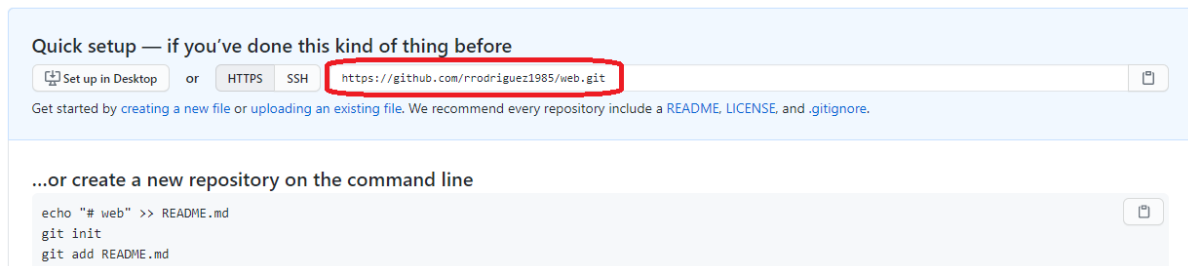 Quick setup — if you’ve done this kind of thing before
Set up in Desktop or HTTPS SSH https://github.com/rrodriguez1985/web.git
Get started by creating a new file or uploading an existing file. We recommend every repository include a README, LICENSE, and .gitignore.
…or create a new repository on the command line
echo "# web" >> README.md
git init
git add README.md